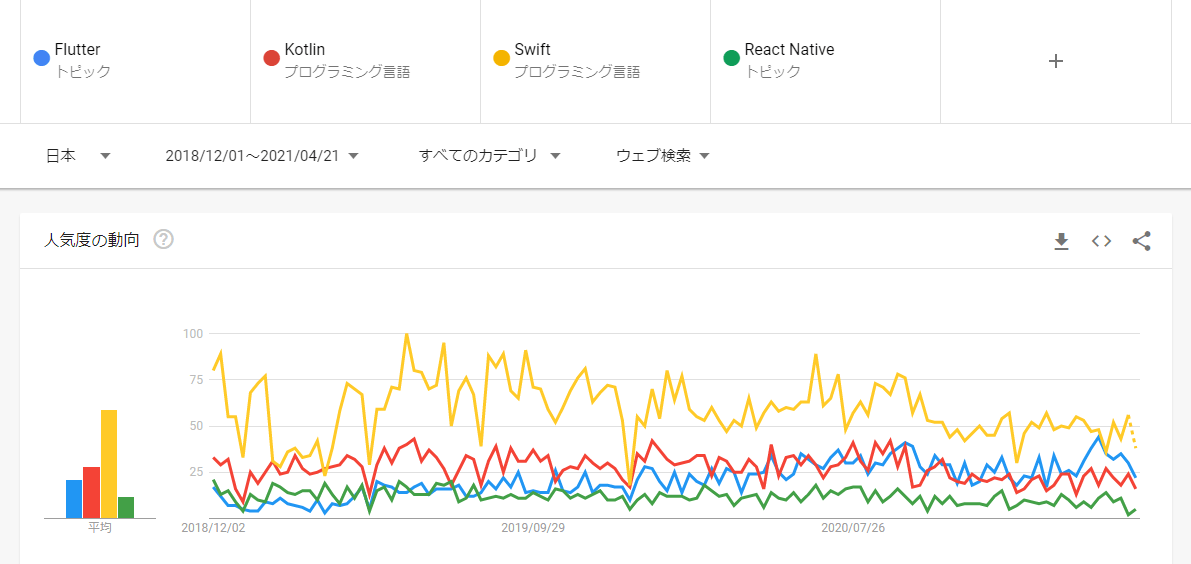 Flutter
トピック
Kotlin
プログラミング言語
Swift
プログラミング言語
React Native
トピック
日本
2018/12/01～2021/04/21
すべてのカテゴリ
ウェブ検索
人気度の動向
100
75
50
25
平均
2018/12/02
2019/09/29
2020/07/26